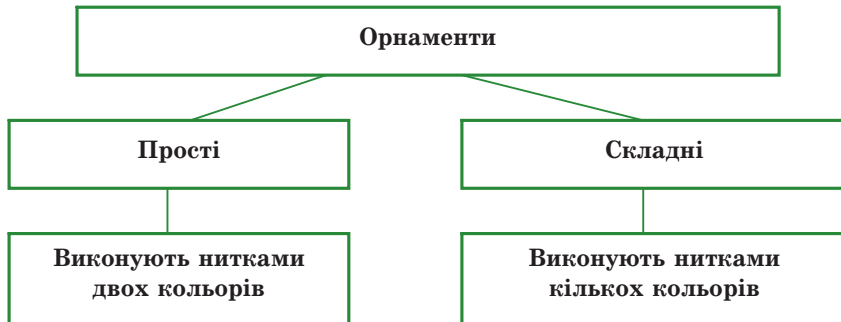 Орнаменти
Прості
Складні
Виконують нитками
двох кольорів
Виконують нитками
кількох кольорів